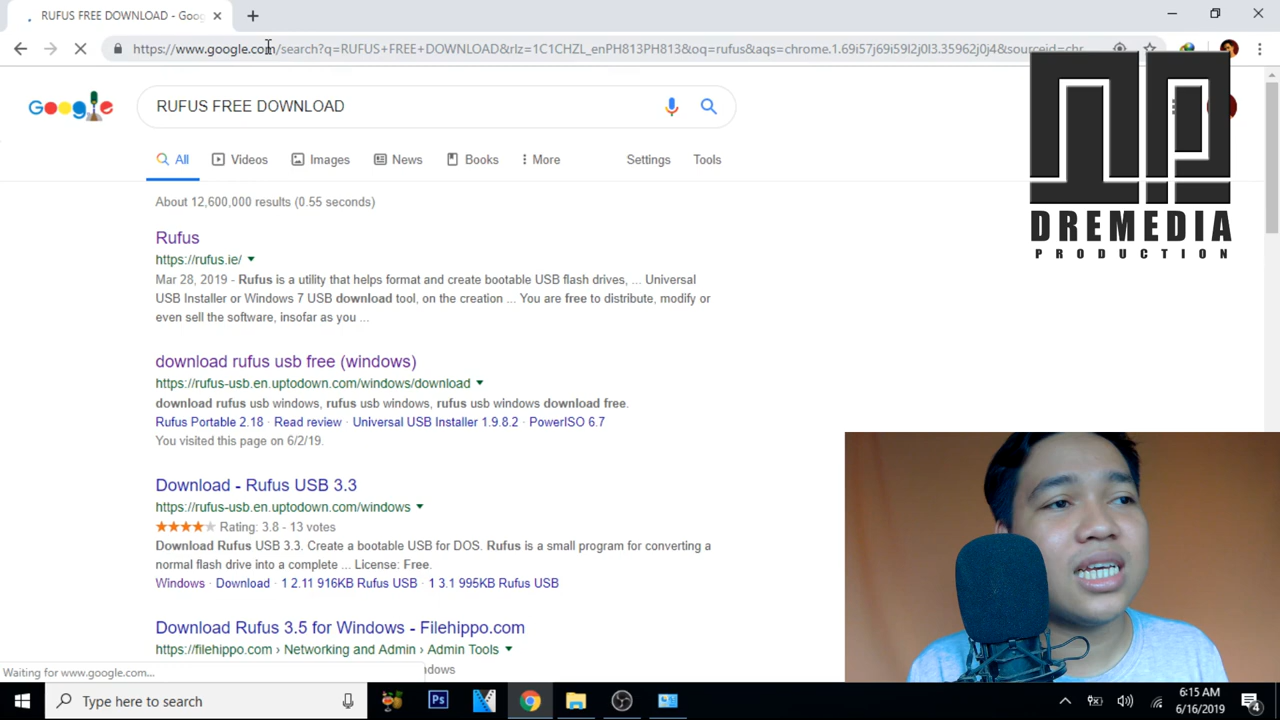 RUFUS FREE DOWNLOAD - Goog
https://www.google.com/search?q=RUFUS+FREE+DOWNLOAD&rlz=1C1CHZL_enPH813PH813&oq=rufus&aqs=chrome.1.69i57j69i59l2j0l3.35962j0j4&sourceid=chr
Google
RUFUS FREE DOWNLOAD
All Videos Images News Books More Settings Tools
About 12,600,000 results (0.55 seconds)
Rufus
https://rufus.ie/
Mar 28, 2019 - Rufus is a utility that helps format and create bootable USB flash drives, ... Universal
USB Installer or Windows 7 USB download tool, on the creation ... You are free to distribute, modify or
even sell the software, insofar as you ...
download rufus usb free (windows)
https://rufus-usb.en.uptodown.com/windows/download
download rufus usb windows, rufus usb windows, rufus usb windows download free.
Rufus Portable 2.18 · Read review · Universal USB Installer 1.9.8.2 · PowerISO 6.7
You visited this page on 6/2/19.
Download - Rufus USB 3.3
https://rufus-usb.en.uptodown.com/windows
Rating: 3.8 - 13 votes
Download Rufus USB 3.3. Create a bootable USB for DOS. Rufus is a small program for converting a
normal flash drive into a complete ... License: Free.
Windows · Download · 1 2.11 916KB Rufus USB · 1 3.1 995KB Rufus USB
Download Rufus 3.5 for Windows - Filehippo.com
https://filehippo.com › Networking and Admin › Admin Tools
Waiting for www.google.com...
DREMEDIA
PRODUCTION
Type here to search
Ps
6:15 AM
6/16/2019
4